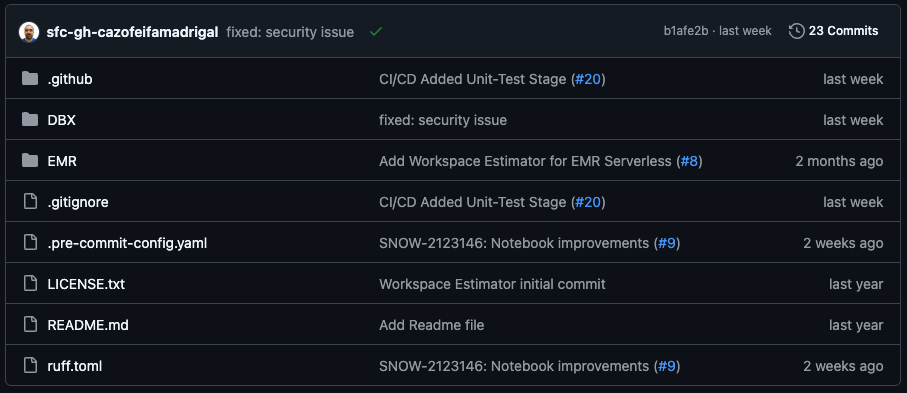 sfc-gh-cazofeifamadrigal fixed: security issue b1afe2b · last week 23 Commits
.github CI/CD Added Unit-Test Stage (#20) last week
DBX fixed: security issue last week
EMR Add Workspace Estimator for EMR Serverless (#8) 2 months ago
.gitignore CI/CD Added Unit-Test Stage (#20) last week
.pre-commit-config.yaml SNOW-2123146: Notebook improvements (#9) 2 weeks ago
LICENSE.txt Workspace Estimator initial commit last year
README.md Add Readme file last year
ruff.toml SNOW-2123146: Notebook improvements (#9) 2 weeks ago